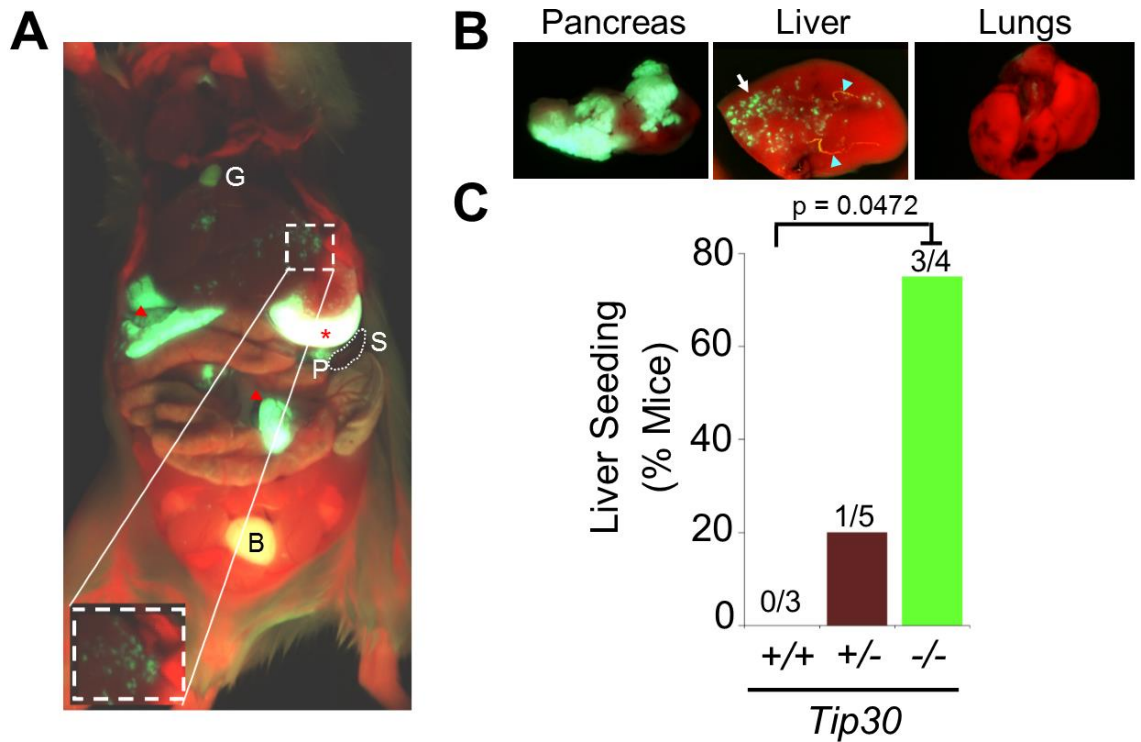 A
G
*
S
P
B
B
Pancreas Liver Lungs
C
p = 0.0472
Liver Seeding
(% Mice)
80
60
40
20
0
0/3
1/5
3/4
+/+ +/- -/-
Tip30